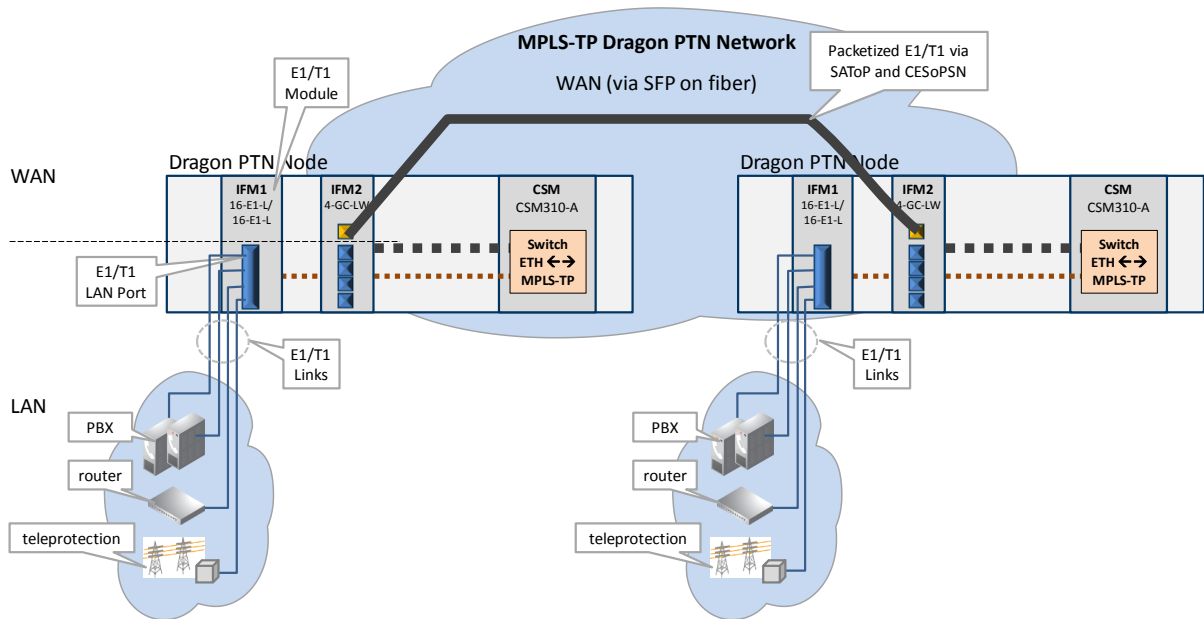 MPLS-TP Dragon PTN Network
WAN (via SFP on fiber)
Packetized E1/T1 via
SAToP and CESoPSN
E1/T1
Module
WAN
Dragon PTN Node
IFM1
16-E1-L/
16-E1-L
IFM2
4-GC-LW
CSM
CSM310-A
Switch
ETH
MPLS-TP
E1/T1
LAN Port
E1/T1
Links
Dragon PTN Node
IFM1
16-E1-L/
16-E1-L
IFM2
4-GC-LW
CSM
CSM310-A
Switch
ETH
MPLS-TP
E1/T1
Links
LAN
PBX
router
teleprotection
PBX
router
teleprotection